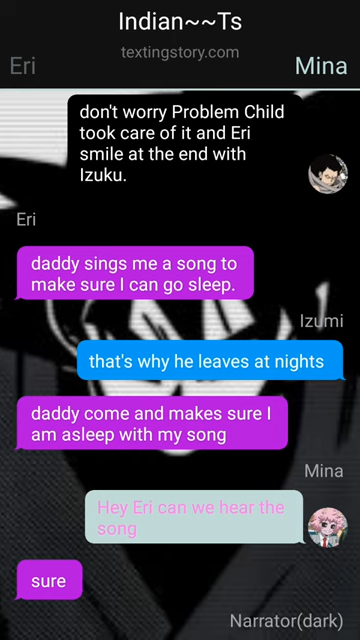 Indian~~Ts
textingstory.com
Eri
Mina
don't worry Problem Child
took care of it and Eri
smile at the end with
Izuku.
Eri
daddy sings me a song to
make sure I can go sleep.
Izumi
that's why he leaves at nights
daddy come and makes sure I
am asleep with my song
Mina
Hey Eri can we hear the
song
sure
Narrator(dark)